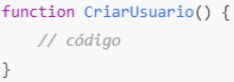 function CriarUsuario() {
// código
}